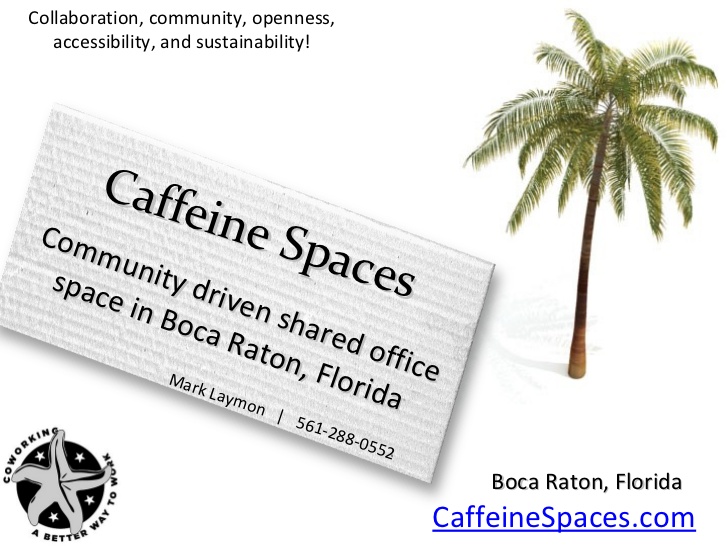 Collaboration, community, openness,
accessibility, and sustainability!
Caffeine Spaces
Community driven shared office
space in Boca Raton, Florida
Mark Laymon | 561-288-0552
COWORKING
A BETTER WAY TO WORK
Boca Raton, Florida
CaffeineSpaces.com